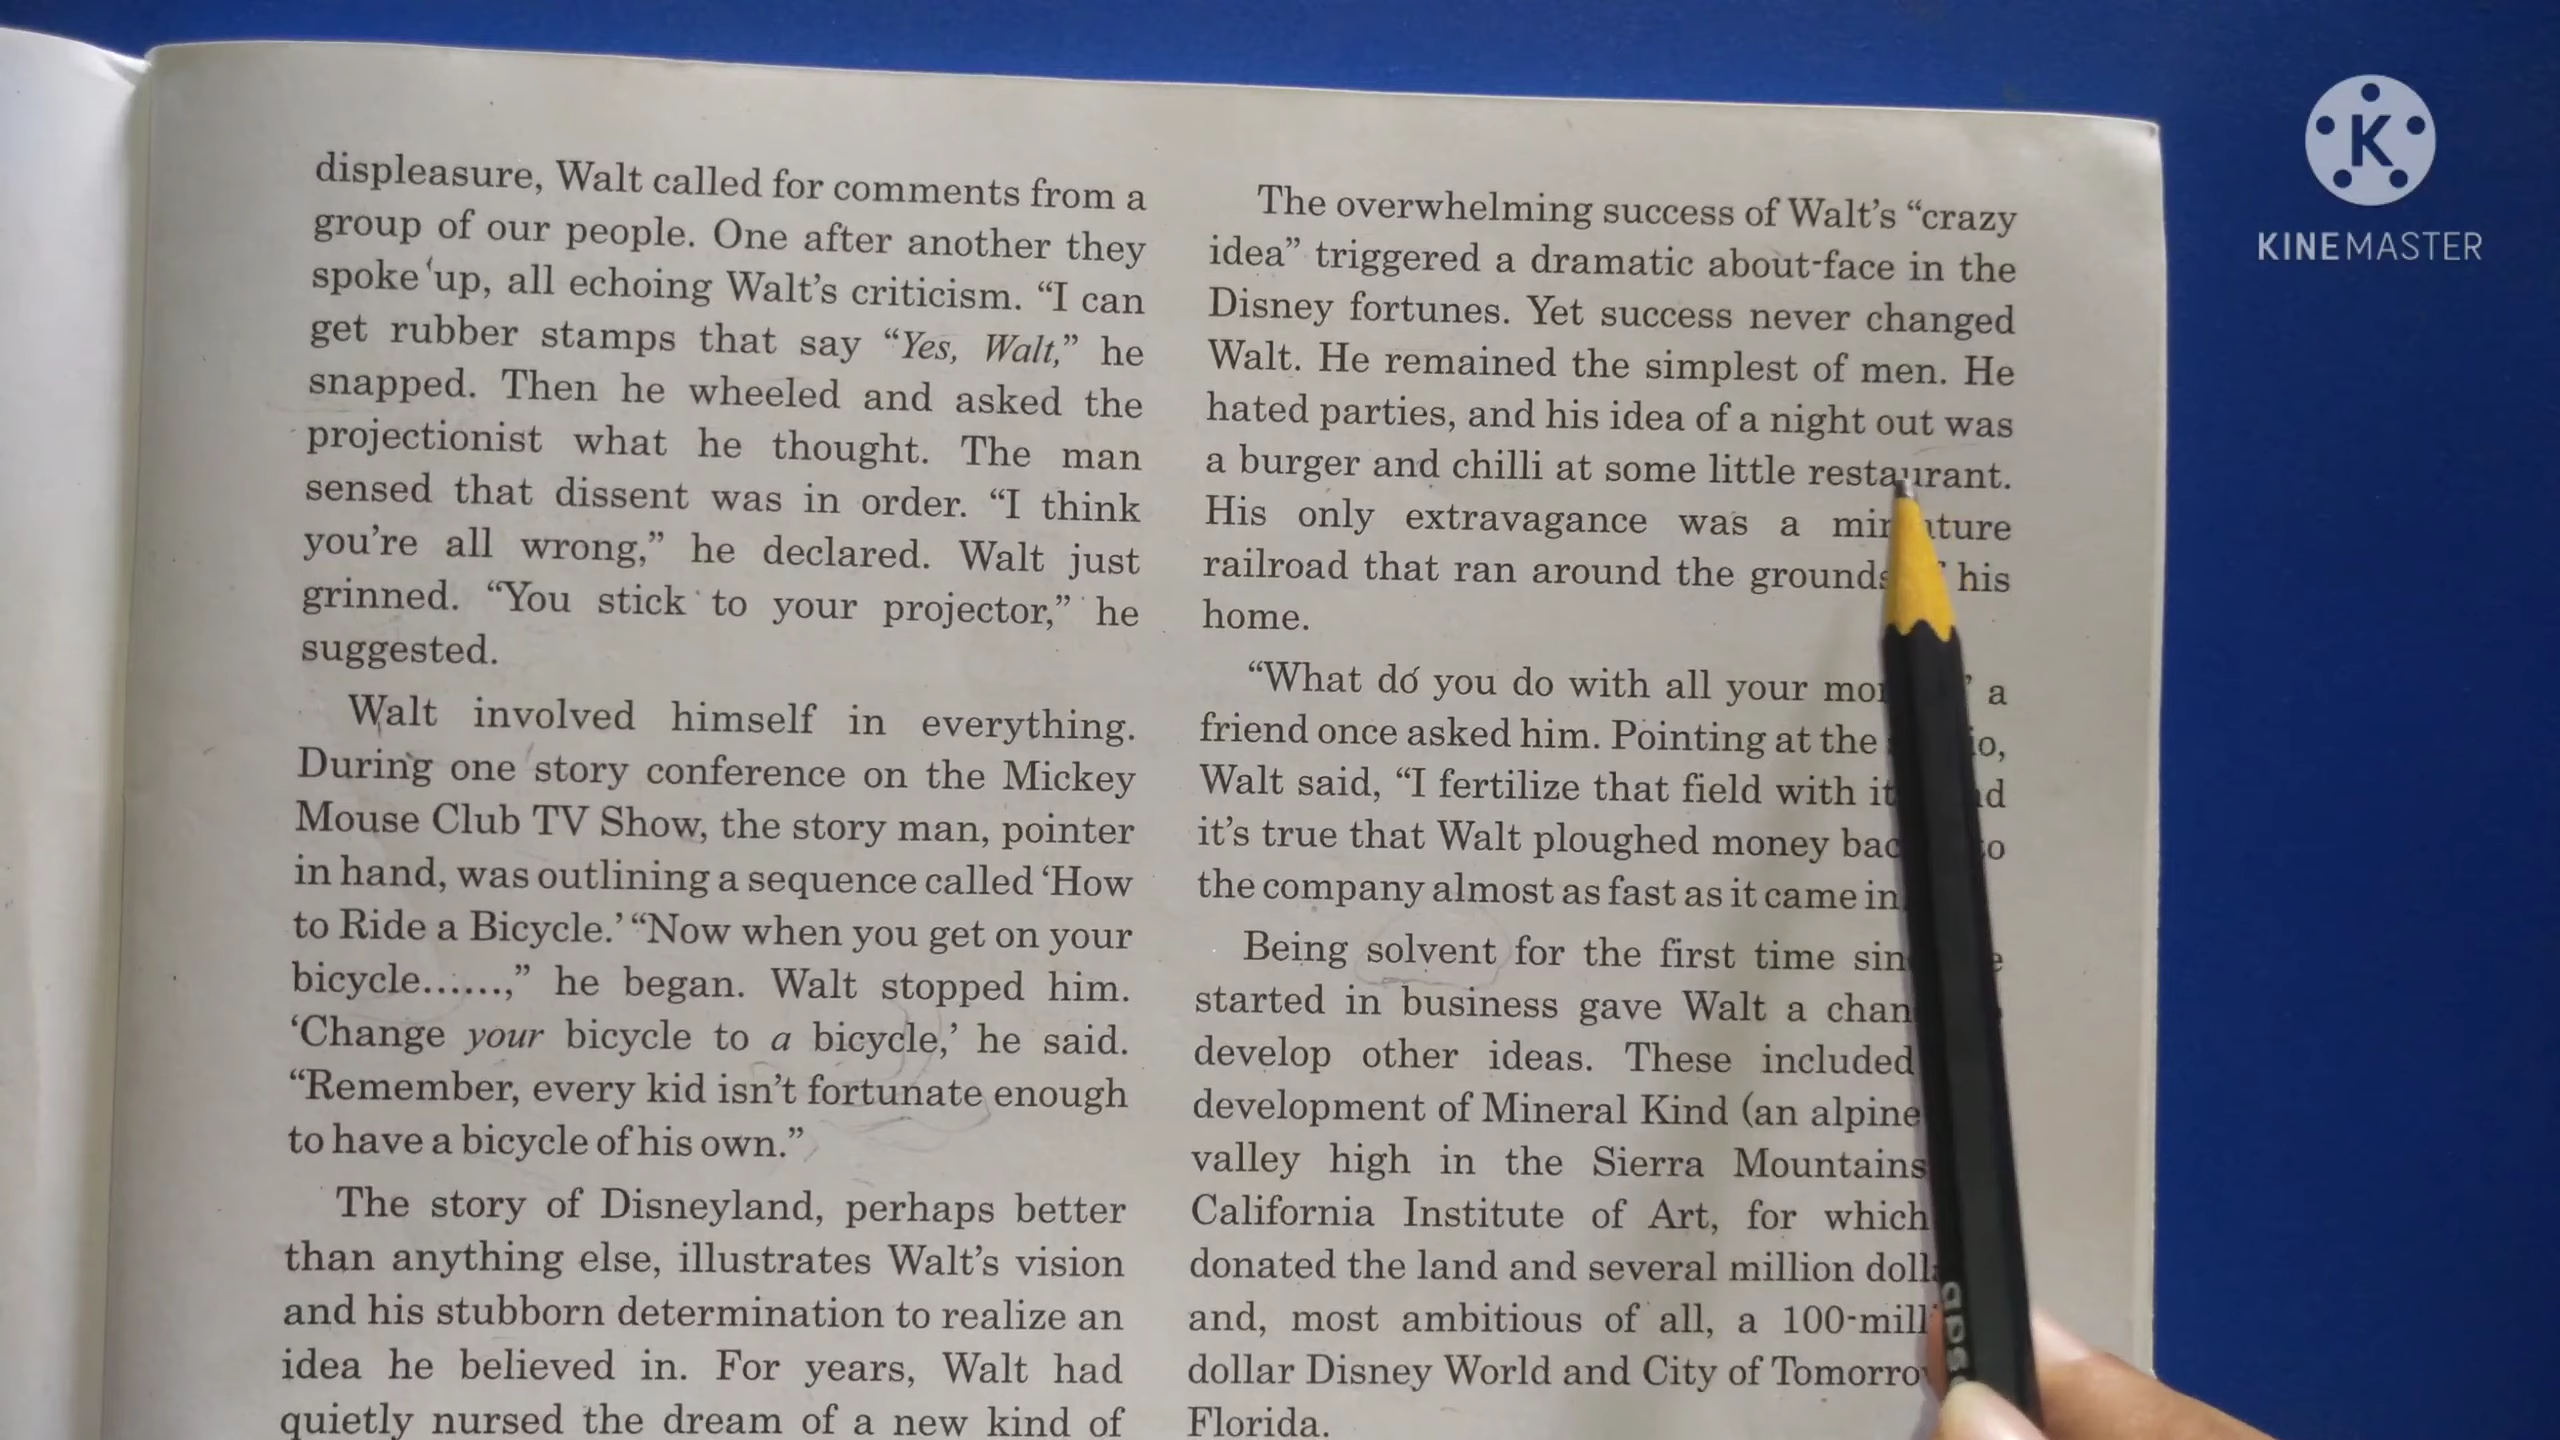 displeasure, Walt called for comments from a
group of our people. One after another they
spoke up, all echoing Walt's criticism. “I can
get rubber stamps that say “Yes, Walt,” he
snapped. Then he wheeled and asked the
projectionist what he thought. The man
sensed that dissent was in order. “I think
you're all wrong,” he declared. Walt just
grinned. “You stick to your projector,” he
suggested.
Walt involved himself in everything.
During one story conference on the Mickey
Mouse Club TV Show, the story man, pointer
in hand, was outlining a sequence called ‘How
to Ride a Bicycle.’ “Now when you get on your
bicycle......,” he began. Walt stopped him.
‘Change your bicycle to a bicycle,’ he said.
“Remember, every kid isn't fortunate enough
to have a bicycle of his own.”
The story of Disneyland, perhaps better
than anything else, illustrates Walt's vision
and his stubborn determination to realize an
idea he believed in. For years, Walt had
quietly nursed the dream of a new kind of
The overwhelming success of Walt's “crazy
idea” triggered a dramatic about-face in the
Disney fortunes. Yet success never changed
Walt. He remained the simplest of men. He
hated parties, and his idea of a night out was
a burger and chilli at some little restaurant.
His only extravagance was a
railroad that ran around the grounds his
home.
“What do you do with all your a
friend once asked him. Pointing at the
Walt said, “I fertilize that field with it
it's true that Walt ploughed money
the company almost as fast as it came in
Being solvent for the first time
started in business gave Walt a
develop other ideas. These included
development of Mineral Kind (an alpine
valley high in the Sierra Mountains
California Institute of Art, for which
donated the land and several million
and, most ambitious of all, a
dollar Disney World and City of
Florida.
KINEMASTER